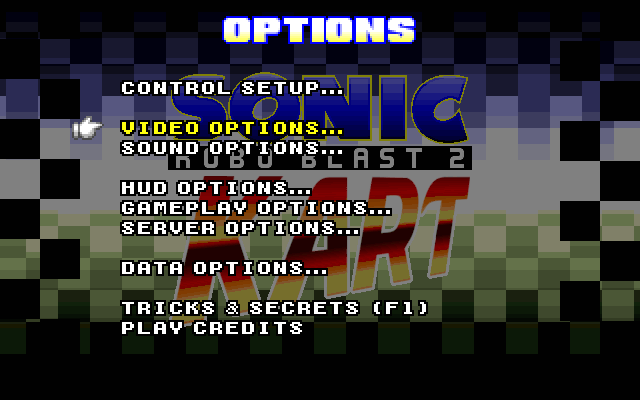 OPTIONS
CONTROL SETUP...
SONIC
VIDEO OPTIONS...
SOUND OPTIONS...
ROBO BLAST 2
HUD OPTIONS...
GAMEPLAY OPTIONS...
SERVER OPTIONS...
KART
DATA OPTIONS...
TRICKS & SECRETS (F1)
PLAY CREDITS